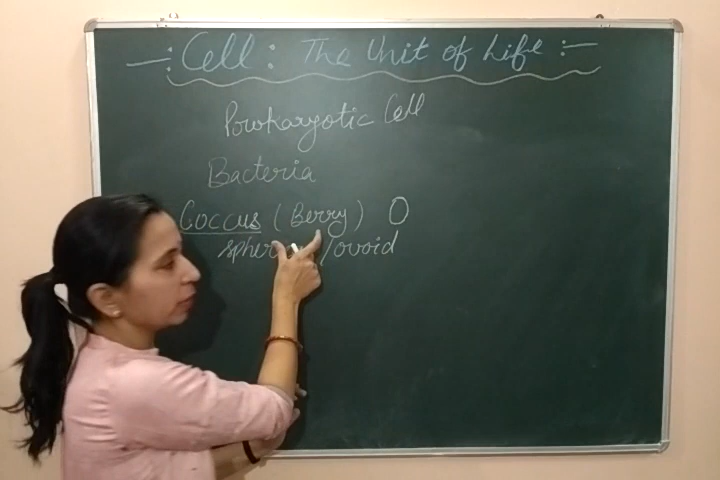 Cell: The Unit of Life :-
Prokaryotic Cell
Bacteria
Coccus (Berry)
/ovoid